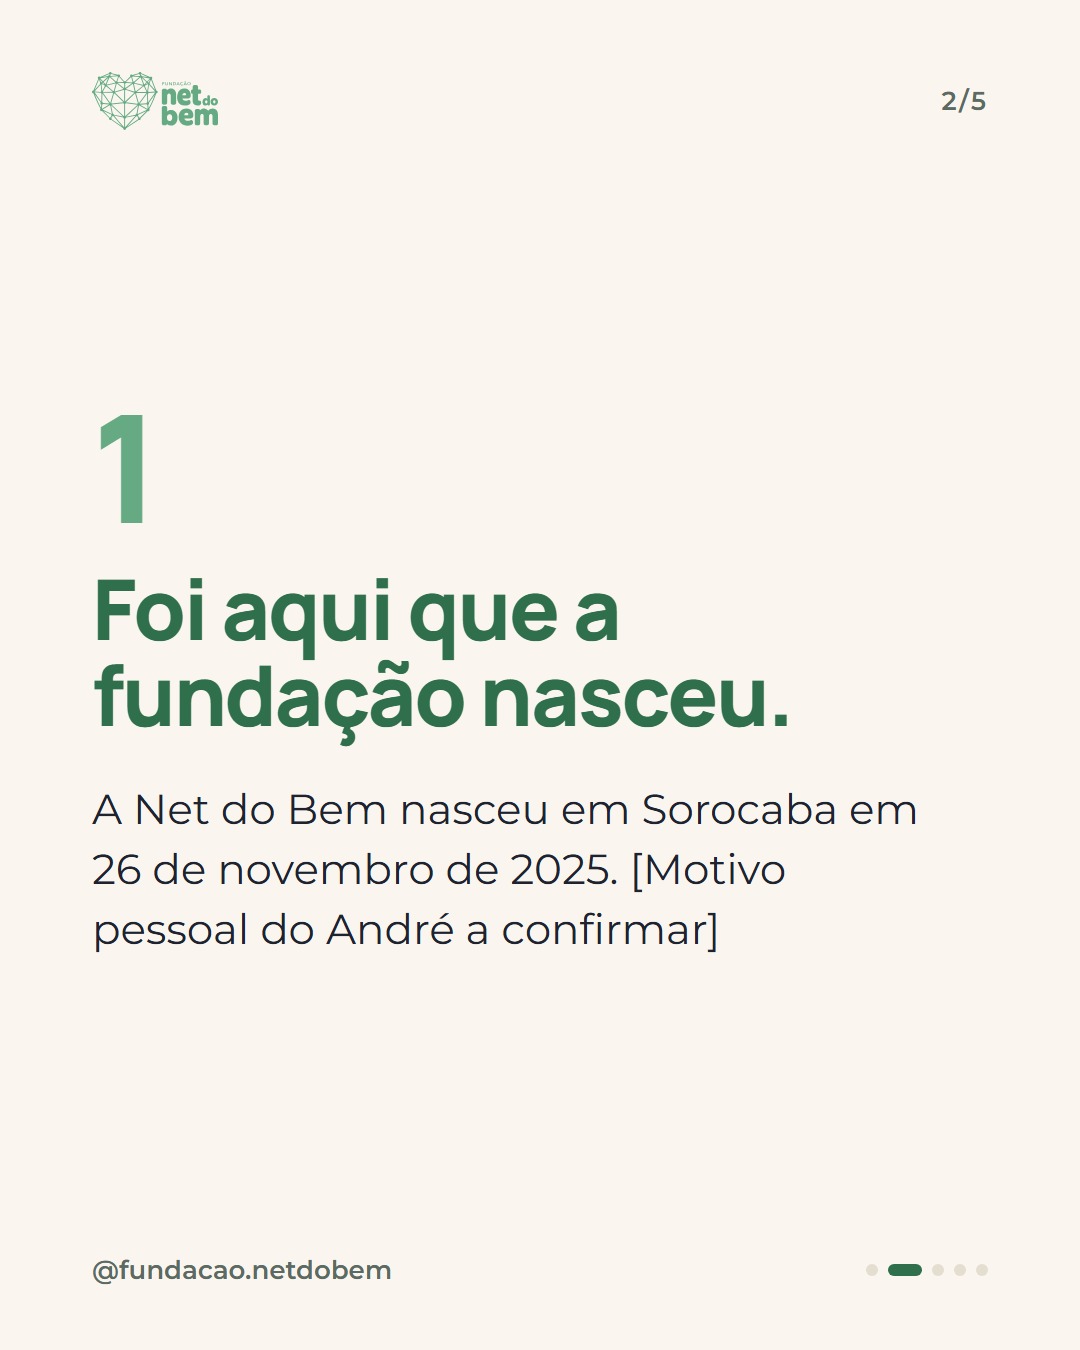 FUNDAÇÃO
net do
bem
2/5
1
Foi aqui que a
fundação nasceu.
A Net do Bem nasceu em Sorocaba em
26 de novembro de 2025. [Motivo
pessoal do André a confirmar]
@fundacao.netdobem